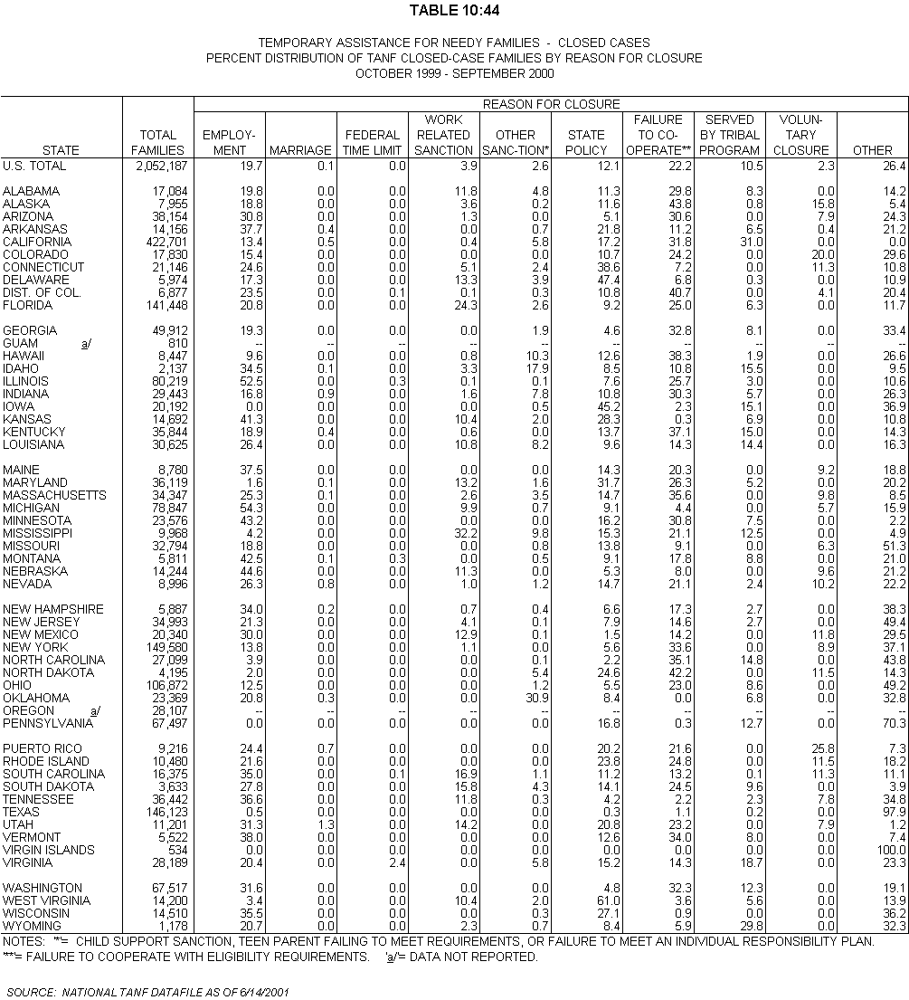 TABLE 10:44
TEMPORARY ASSISTANCE FOR NEEDY FAMILIES - CLOSED CASES
PERCENT DISTRIBUTION OF TANF CLOSED-CASE FAMILIES BY REASON FOR CLOSURE
OCTOBER 1999 - SEPTEMBER 2000
REASON FOR CLOSURE
WORK FAILURE SERVED VOLUN-
TOTAL EMPLOY- FEDERAL RELATED OTHER STATE TO CO- BY TRIBAL TARY
STATE FAMILIES MENT MARRIAGE TIME LIMIT SANCTION SANC-TION* POLICY OPERATE** PROGRAM CLOSURE OTHER
U.S. TOTAL 2,052,187 19.7 0.1 0.0 3.9 2.6 12.1 22.2 10.5 2.3 26.4
ALABAMA 17,084 19.8 0.0 0.0 11.8 4.8 11.3 29.8 8.3 0.0 14.2
ALASKA 7,955 18.8 0.0 0.0 3.6 0.2 11.6 43.8 0.8 15.8 5.4
ARIZONA 38,154 30.8 0.0 0.0 1.3 0.0 5.1 30.6 0.0 7.9 24.3
ARKANSAS 14,156 37.7 0.4 0.0 0.0 0.7 21.8 11.2 6.5 0.4 21.2
CALIFORNIA 422,701 13.4 0.5 0.0 0.4 5.8 17.2 31.8 31.0 0.0 0.0
COLORADO 17,830 15.4 0.0 0.0 0.0 0.0 10.7 24.2 0.0 20.0 29.6
CONNECTICUT 21,146 24.6 0.0 0.0 5.1 2.4 38.6 7.2 0.0 11.3 10.8
DELAWARE 5,974 17.3 0.0 0.0 13.3 3.9 47.4 6.8 0.3 0.0 10.9
DIST. OF COL. 6,877 23.5 0.0 0.1 0.1 0.3 10.8 40.7 0.0 4.1 20.4
FLORIDA 141,448 20.8 0.0 0.0 24.3 2.6 9.2 25.0 6.3 0.0 11.7
GEORGIA 49,912 19.3 0.0 0.0 0.0 1.9 4.6 32.8 8.1 0.0 33.4
GUAM a/ 810 -- -- -- -- -- -- -- -- -- --
HAWAII 8,447 9.6 0.0 0.0 0.8 10.3 12.6 38.3 1.9 0.0 26.6
IDAHO 2,137 34.5 0.1 0.0 3.3 17.9 8.5 10.8 15.5 0.0 9.5
ILLINOIS 80,219 52.5 0.0 0.3 0.1 0.1 7.6 25.7 3.0 0.0 10.6
INDIANA 29,443 16.8 0.9 0.0 1.6 7.8 10.8 30.3 5.7 0.0 26.3
IOWA 20,192 0.0 0.0 0.0 0.0 0.5 45.2 2.3 15.1 0.0 36.9
KANSAS 14,692 41.3 0.0 0.0 10.4 2.0 28.3 0.3 6.9 0.0 10.8
KENTUCKY 35,844 18.9 0.4 0.0 0.6 0.0 13.7 37.1 15.0 0.0 14.3
LOUISIANA 30,625 26.4 0.0 0.0 10.8 8.2 9.6 14.3 14.4 0.0 16.3
MAINE 8,780 37.5 0.0 0.0 0.0 0.0 14.3 20.3 0.0 9.2 18.8
MARYLAND 36,119 1.6 0.1 0.0 13.2 1.6 31.7 26.3 5.2 0.0 20.2
MASSACHUSETTS 34,347 25.3 0.1 0.0 2.6 3.5 14.7 35.6 0.0 9.8 8.5
MICHIGAN 78,847 54.3 0.0 0.0 9.9 0.7 9.1 4.4 0.0 5.7 15.9
MINNESOTA 23,576 43.2 0.0 0.0 0.0 0.0 16.2 30.8 7.5 0.0 2.2
MISSISSIPPI 9,968 4.2 0.0 0.0 32.2 9.8 15.3 21.1 12.5 0.0 4.9
MISSOURI 32,794 18.8 0.0 0.0 0.0 0.8 13.8 9.1 0.0 6.3 51.3
MONTANA 5,811 42.5 0.1 0.3 0.0 0.5 9.1 17.8 8.8 0.0 21.0
NEBRASKA 14,244 44.6 0.0 0.0 11.3 0.0 5.3 8.0 0.0 9.6 21.2
NEVADA 8,996 26.3 0.8 0.0 1.0 1.2 14.7 21.1 2.4 10.2 22.2
NEW HAMPSHIRE 5,887 34.0 0.2 0.0 0.7 0.4 6.6 17.3 2.7 0.0 38.3
NEW JERSEY 34,993 21.3 0.0 0.0 4.1 0.1 7.9 14.6 2.7 0.0 49.4
NEW MEXICO 20,340 30.0 0.0 0.0 12.9 0.1 1.5 14.2 0.0 11.8 29.5
NEW YORK 149,580 13.8 0.0 0.0 1.1 0.0 5.6 33.6 0.0 8.9 37.1
NORTH CAROLINA 27,099 3.9 0.0 0.0 0.0 0.1 2.2 35.1 14.8 0.0 43.8
NORTH DAKOTA 4,195 2.0 0.0 0.0 0.0 5.4 24.6 42.2 0.0 11.5 14.3
OHIO 106,872 12.5 0.0 0.0 0.0 1.2 5.5 23.0 8.6 0.0 49.2
OKLAHOMA 23,369 20.8 0.3 0.0 0.0 30.9 8.4 0.0 6.8 0.0 32.8
OREGON a/ 28,107 -- -- -- -- -- -- -- -- -- --
PENNSYLVANIA 67,497 0.0 0.0 0.0 0.0 0.0 16.8 0.3 12.7 0.0 70.3
PUERTO RICO 9,216 24.4 0.7 0.0 0.0 0.0 20.2 21.6 0.0 25.8 7.3
RHODE ISLAND 10,480 21.6 0.0 0.0 0.0 0.0 23.8 24.8 0.0 11.5 18.2
SOUTH CAROLINA 16,375 35.0 0.0 0.1 16.9 1.1 11.2 13.2 0.1 11.3 11.1
SOUTH DAKOTA 3,633 27.8 0.0 0.0 15.8 4.3 14.1 24.5 9.6 0.0 3.9
TENNESSEE 36,442 36.6 0.0 0.0 11.8 0.3 4.2 2.2 2.3 7.8 34.8
TEXAS 146,123 0.5 0.0 0.0 0.0 0.0 0.3 1.1 0.2 0.0 97.9
UTAH 11,201 31.3 1.3 0.0 14.2 0.0 20.8 23.2 0.0 7.9 1.2
VERMONT 5,522 38.0 0.0 0.0 0.0 0.0 12.6 34.0 8.0 0.0 7.4
VIRGIN ISLANDS 534 0.0 0.0 0.0 0.0 0.0 0.0 0.0 0.0 0.0 100.0
VIRGINIA 28,189 20.4 0.0 2.4 0.0 5.8 15.2 14.3 18.7 0.0 23.3
WASHINGTON 67,517 31.6 0.0 0.0 0.0 0.0 4.8 32.3 12.3 0.0 19.1
WEST VIRGINIA 14,200 3.4 0.0 0.0 10.4 2.0 61.0 3.6 5.6 0.0 13.9
WISCONSIN 14,510 35.5 0.0 0.0 0.0 0.3 27.1 0.9 0.0 0.0 36.2
WYOMING 1,178 20.7 0.0 0.0 2.3 0.7 8.4 5.9 29.8 0.0 32.3
NOTES: '*'= CHILD SUPPORT SANCTION, TEEN PARENT FAILING TO MEET REQUIREMENTS, OR FAILURE TO MEET AN INDIVIDUAL RESPONSIBILITY PLAN.
'**'= FAILURE TO COOPERATE WITH ELIGIBILITY REQUIREMENTS. 'a/'= DATA NOT REPORTED.
SOURCE: NATIONAL TANF DATAFILE AS OF 6/14/2001